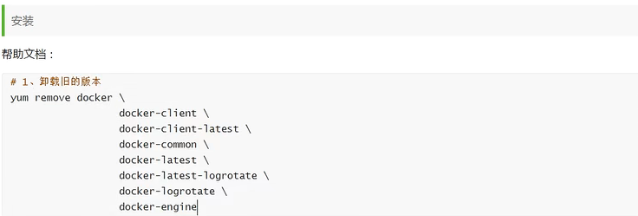 安装
帮助文档：
# 1、卸载旧的版本
yum remove docker \
docker-client \
docker-client-latest \
docker-common \
docker-latest \
docker-latest-logrotate \
docker-logrotate \
docker-engine